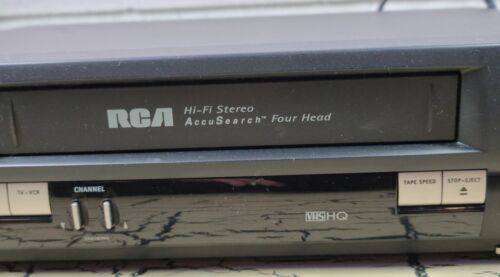 RCA Hi-Fi Stereo
AccuSearch™ Four Head
TV•VCR CHANNEL TAPE SPEED STOP•EJECT
VHS HQ